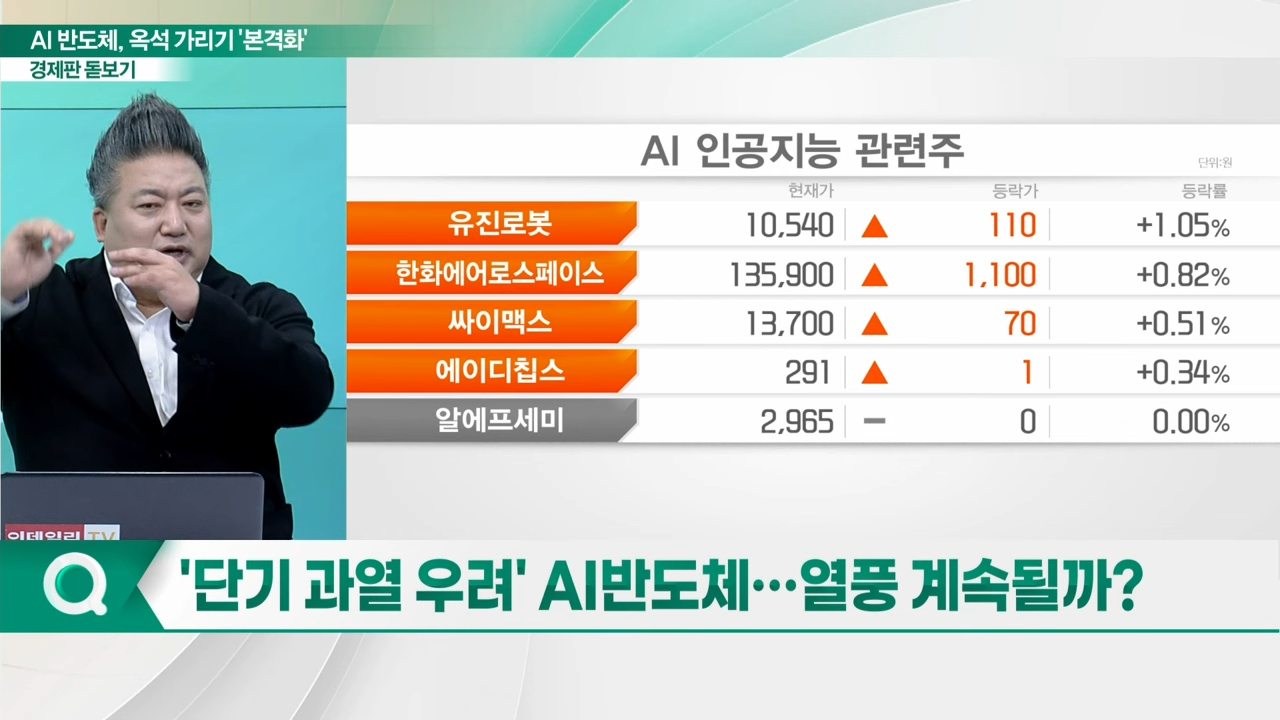 AI 반도체, 옥석 가리기 '본격화'
경제판 돋보기
AI 인공지능 관련주
단위:원
현재가 등락가 등락률
유진로봇 10,540 ▲ 110 +1.05%
한화에어로스페이스 135,900 ▲ 1,100 +0.82%
싸이맥스 13,700 ▲ 70 +0.51%
에이디칩스 291 ▲ 1 +0.34%
알에프세미 2,965 − 0 0.00%
이데일리 TV
'단기 과열 우려' AI반도체…열풍 계속될까?